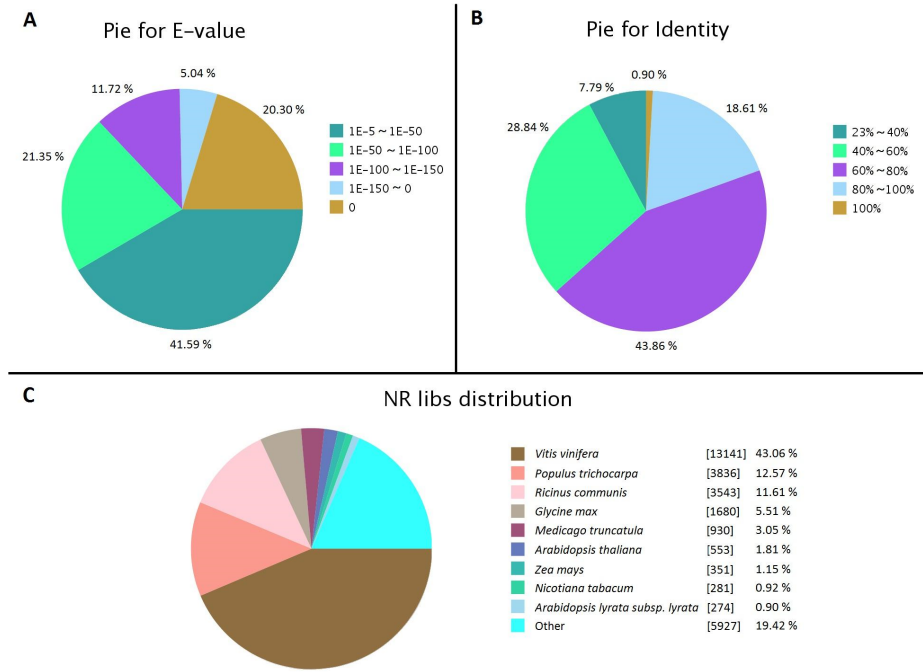 A
Pie for E-value
5.04 %
11.72 %
20.30 %
21.35 %
41.59 %
1E-5 ~ 1E-50
1E-50 ~ 1E-100
1E-100 ~ 1E-150
1E-150 ~ 0
0
B
Pie for Identity
0.90 %
7.79 %
18.61 %
28.84 %
43.86 %
23%~40%
40%~60%
60%~80%
80%~100%
100%
C
NR libs distribution
Vitis vinifera [13141] 43.06 %
Populus trichocarpa [3836] 12.57 %
Ricinus communis [3543] 11.61 %
Glycine max [1680] 5.51 %
Medicago truncatula [930] 3.05 %
Arabidopsis thaliana [553] 1.81 %
Zea mays [351] 1.15 %
Nicotiana tabacum [281] 0.92 %
Arabidopsis lyrata subsp. lyrata [274] 0.90 %
Other [5927] 19.42 %